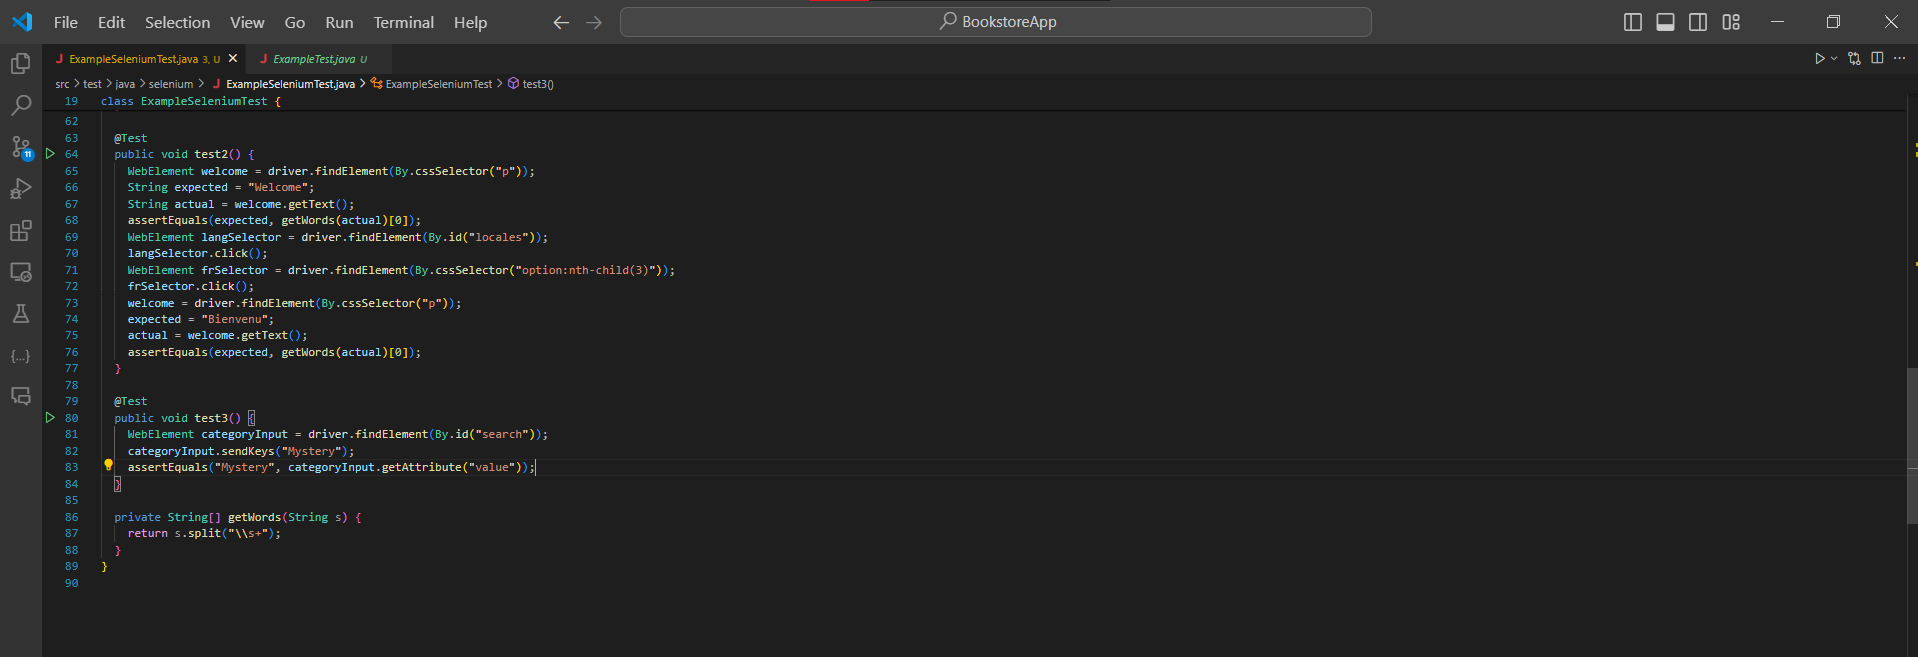 File Edit Selection View Go Run Terminal Help BookstoreApp
ExampleSeleniumTest.java 3, U ExampleTest.java U
src > test > java > selenium > ExampleSeleniumTest.java > ExampleSeleniumTest > test3()
19 class ExampleSeleniumTest {
62
63 @Test
64 public void test2() {
65 WebElement welcome = driver.findElement(By.cssSelector("p"));
66 String expected = "Welcome";
67 String actual = welcome.getText();
68 assertEquals(expected, getWords(actual)[0]);
69 WebElement langSelector = driver.findElement(By.id("locales"));
70 langSelector.click();
71 WebElement frSelector = driver.findElement(By.cssSelector("option:nth-child(3)"));
72 frSelector.click();
73 welcome = driver.findElement(By.cssSelector("p"));
74 expected = "Bienvenu";
75 actual = welcome.getText();
76 assertEquals(expected, getWords(actual)[0]);
77 }
78
79 @Test
80 public void test3() {
81 WebElement categoryInput = driver.findElement(By.id("search"));
82 categoryInput.sendKeys("Mystery");
83 assertEquals("Mystery", categoryInput.getAttribute("value"));
84 }
85
86 private String[] getWords(String s) {
87 return s.split("\\s+");
88 }
89 }
90
11